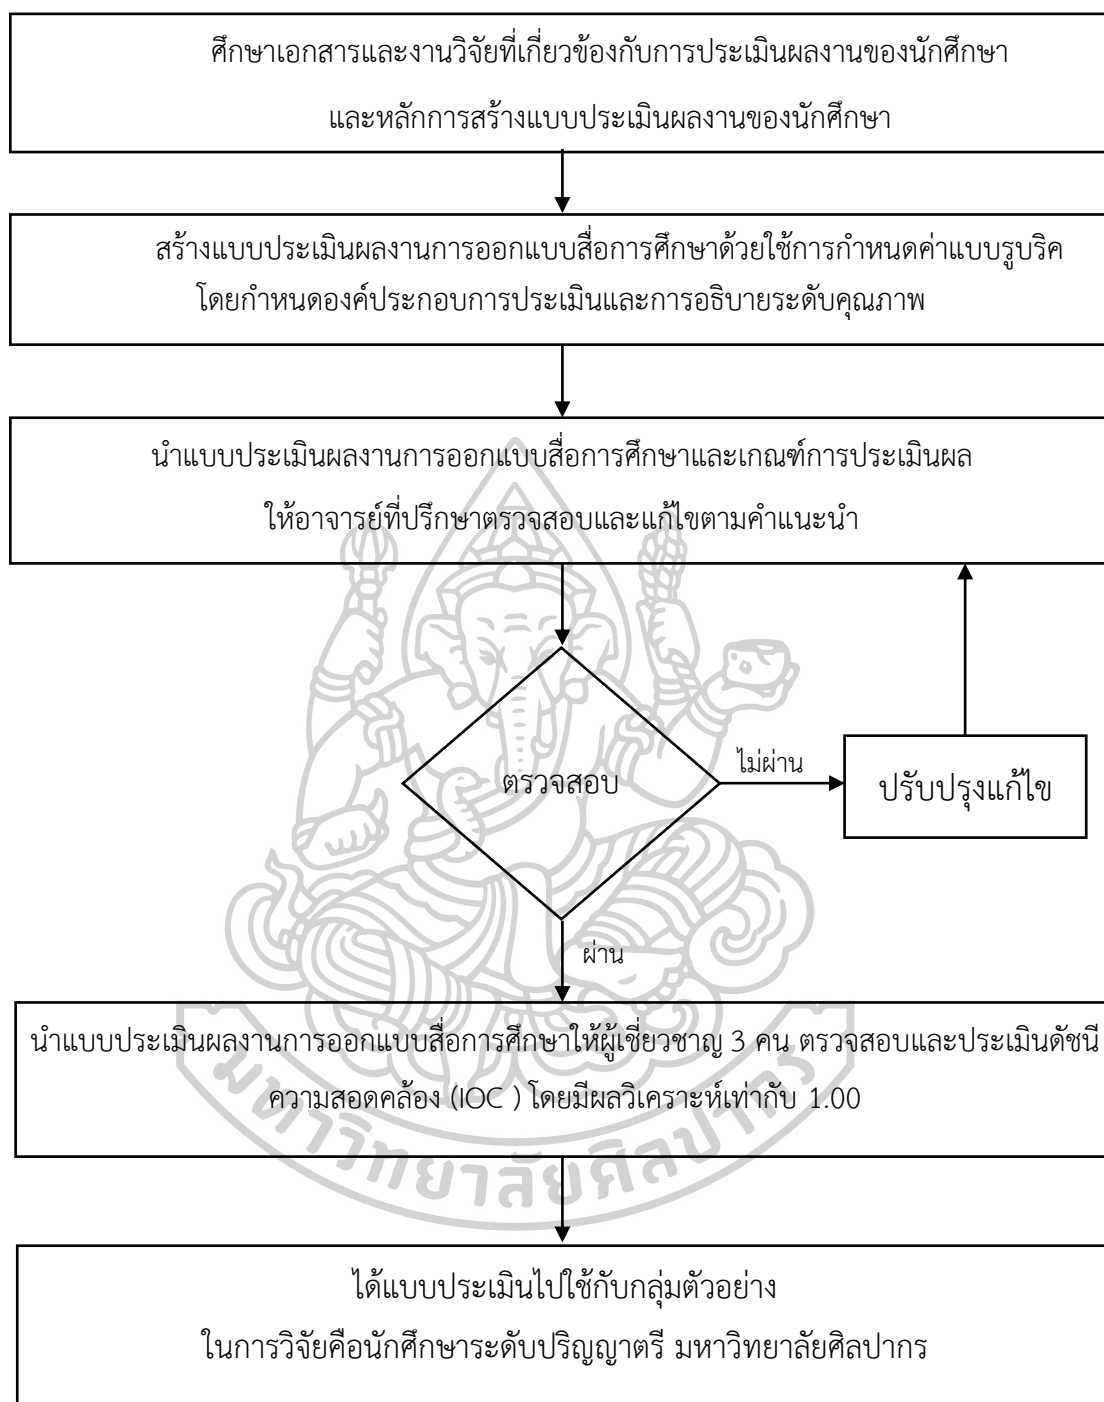 ศึกษาเอกสารและงานวิจัยที่เกี่ยวข้องกับการประเมินผลงานของนักศึกษา
และหลักการสร้างแบบประเมินผลงานของนักศึกษา
สร้างแบบประเมินผลงานการออกแบบสื่อการศึกษาด้วยใช้การกำหนดค่าแบบรูบริค
โดยกำหนดองค์ประกอบการประเมินและการอธิบายระดับคุณภาพ
นำแบบประเมินผลงานการออกแบบสื่อการศึกษาและเกณฑ์การประเมินผล
ให้อาจารย์ที่ปรึกษาตรวจสอบและแก้ไขตามคำแนะนำ
ตรวจสอบ
ไม่ผ่าน
ปรับปรุงแก้ไข
ผ่าน
นำแบบประเมินผลงานการออกแบบสื่อการศึกษาให้ผู้เชี่ยวชาญ 3 คน ตรวจสอบและประเมินดัชนี
ความสอดคล้อง (IOC ) โดยมีผลวิเคราะห์เท่ากับ 1.00
มหาวิทยาลัยศิลปากร
ได้แบบประเมินไปใช้กับกลุ่มตัวอย่าง
ในการวิจัยคือนักศึกษาระดับปริญญาตรี มหาวิทยาลัยศิลปากร